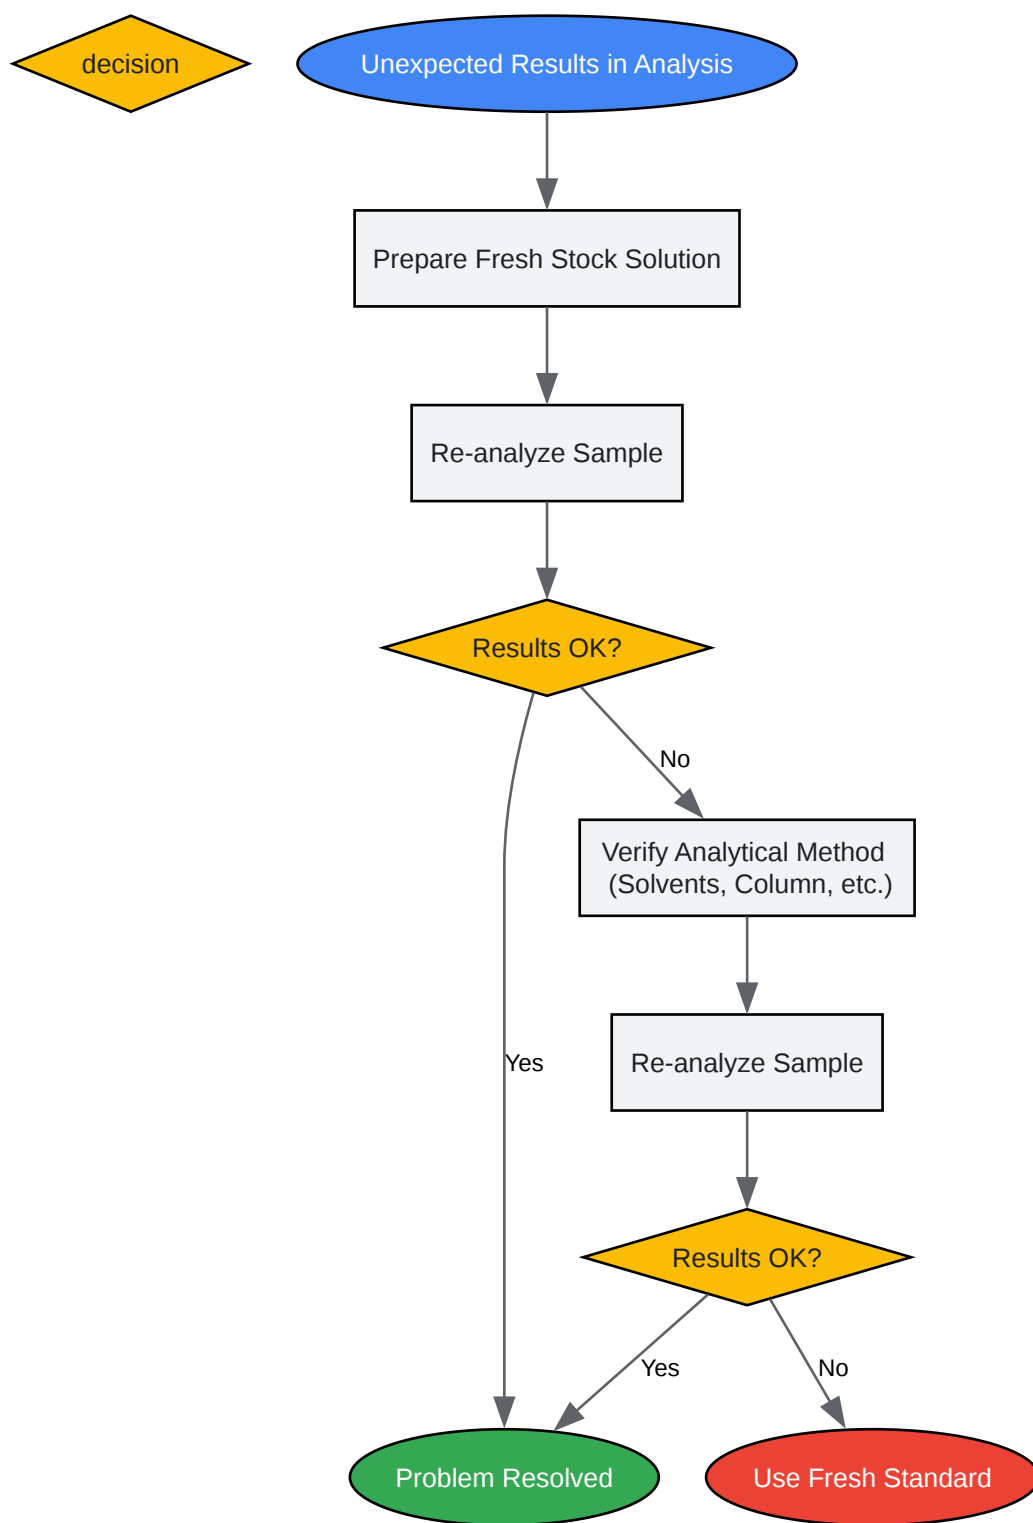 decision
Unexpected Results in Analysis
Prepare Fresh Stock Solution
Re-analyze Sample
Results OK?
No
Verify Analytical Method
(Solvents, Column, etc.)
Yes
Re-analyze Sample
Results OK?
Yes
No
Problem Resolved
Use Fresh Standard